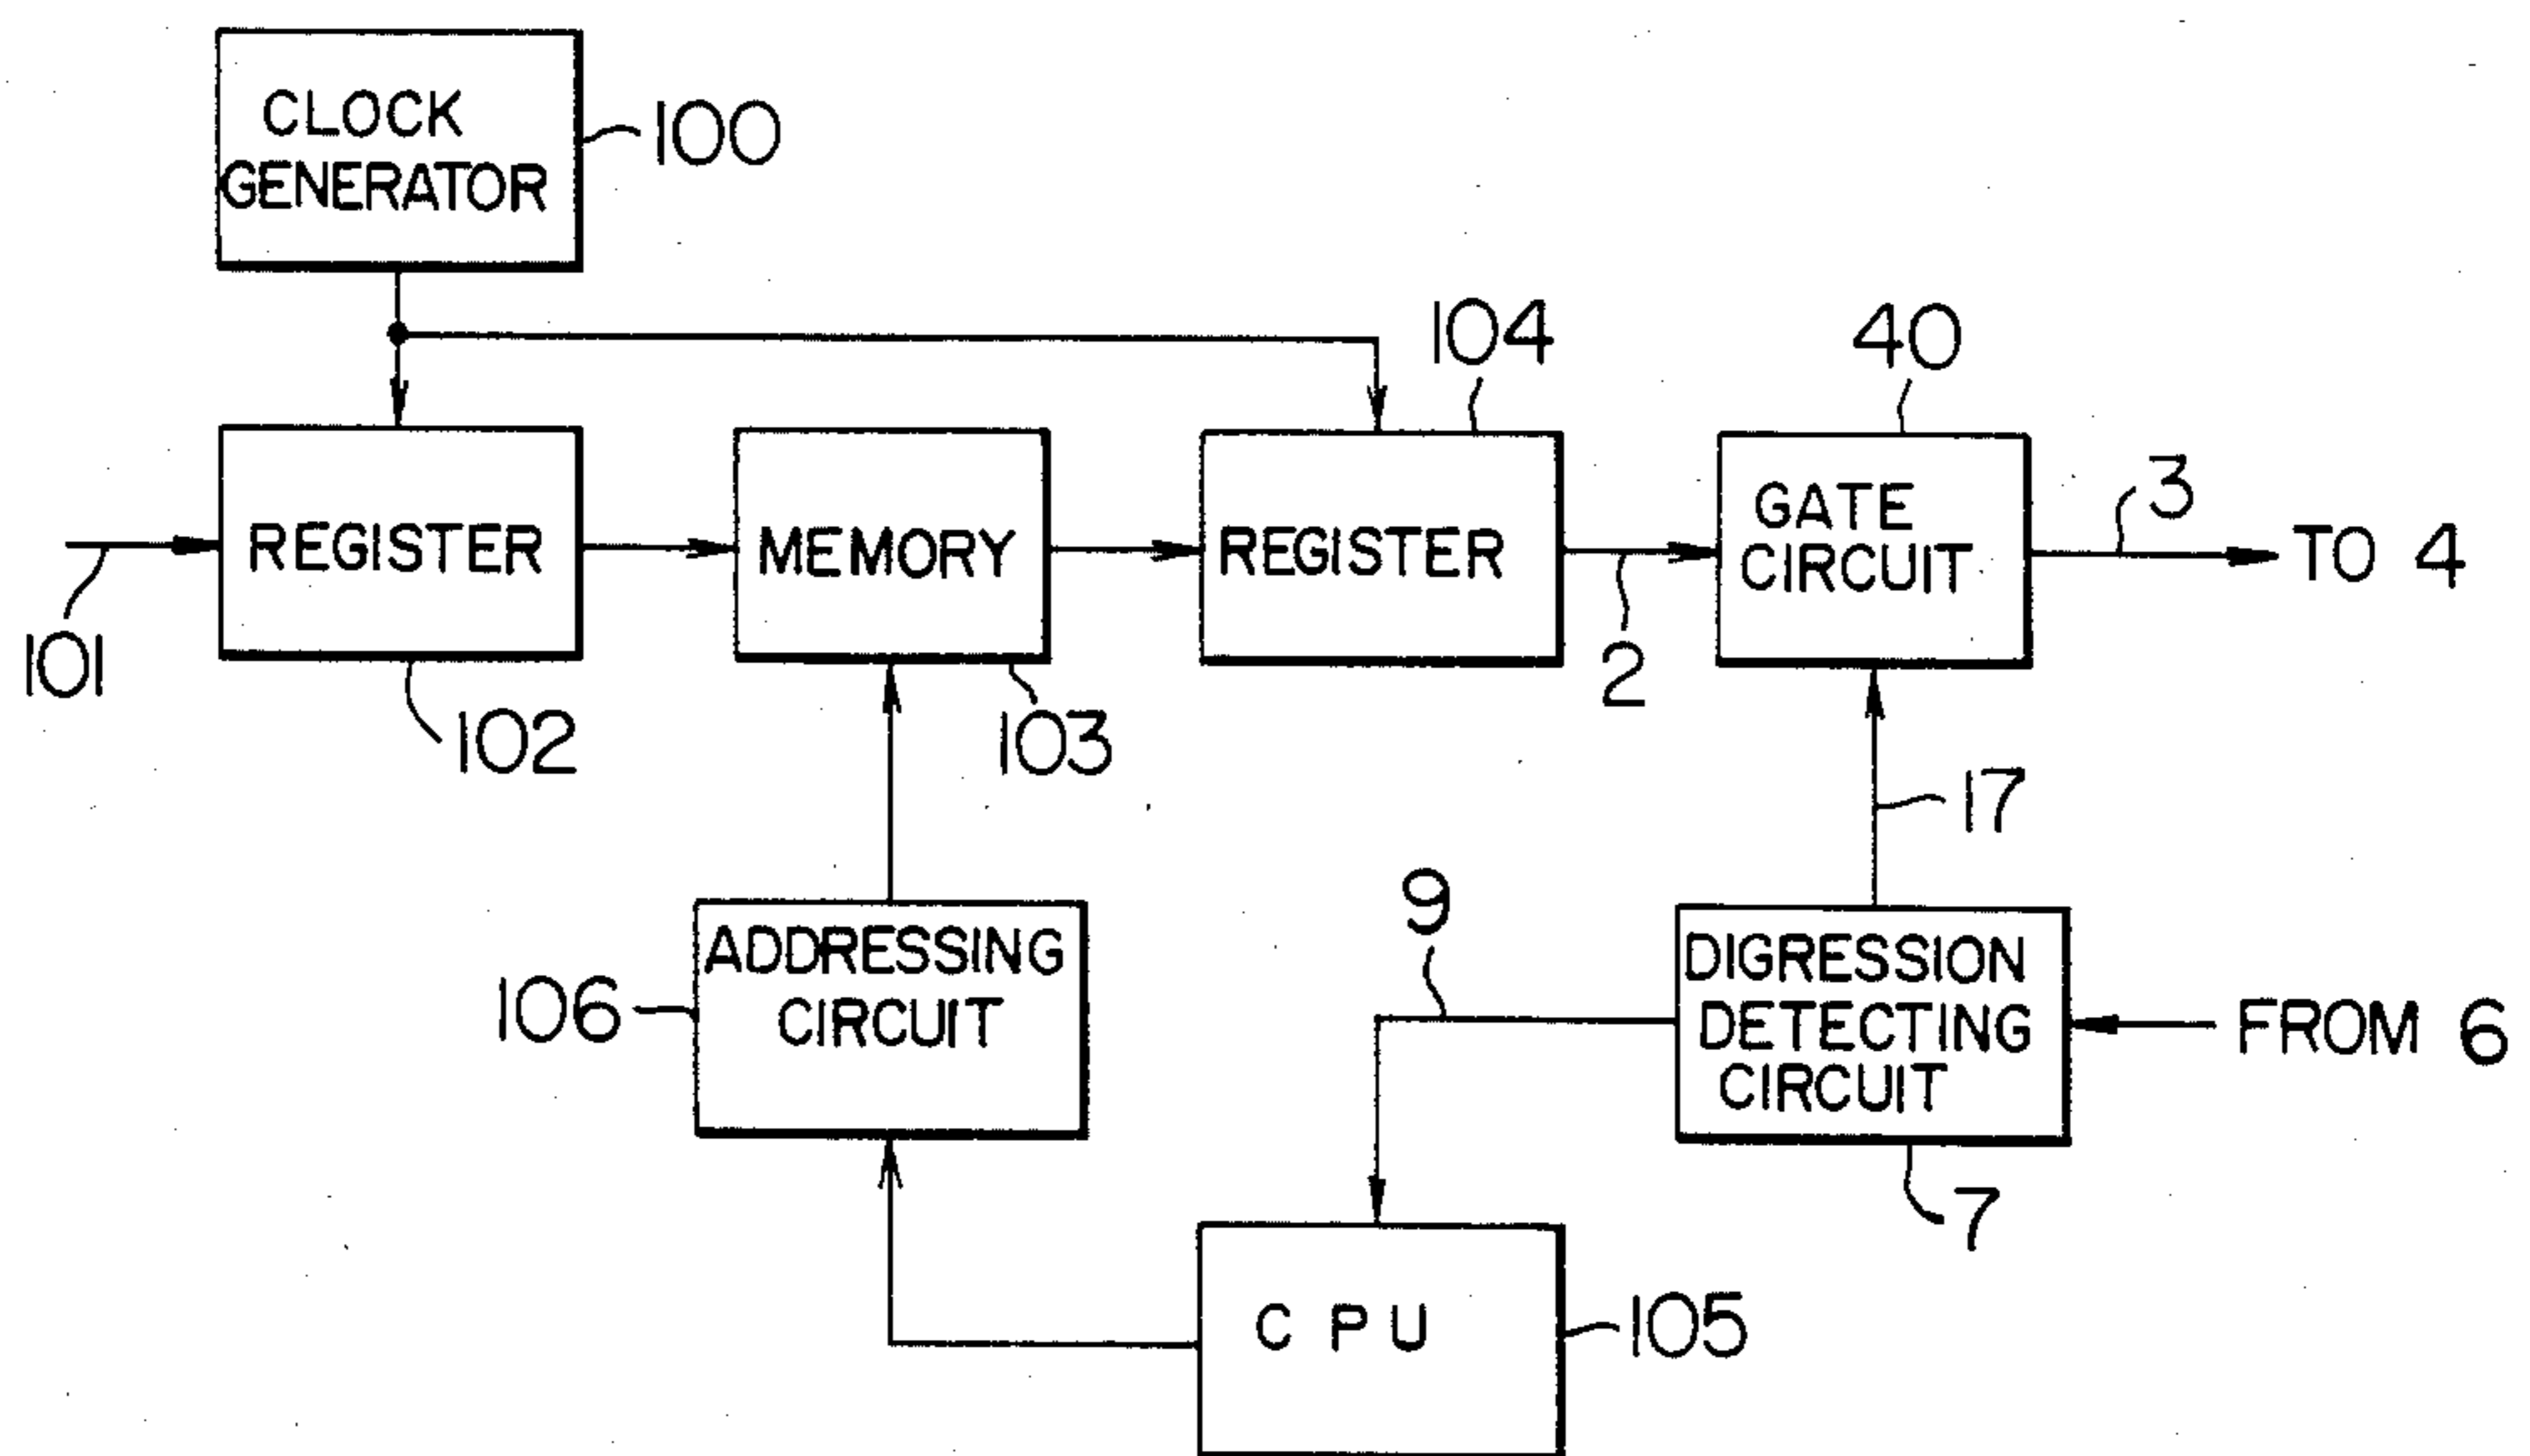 CLOCK
GENERATOR
100
104
40
REGISTER
MEMORY
REGISTER
GATE
CIRCUIT
3
TO 4
101
102
103
2
17
9
ADDRESSING
CIRCUIT
106
DIGRESSION
DETECTING
CIRCUIT
FROM 6
7
CPU
105